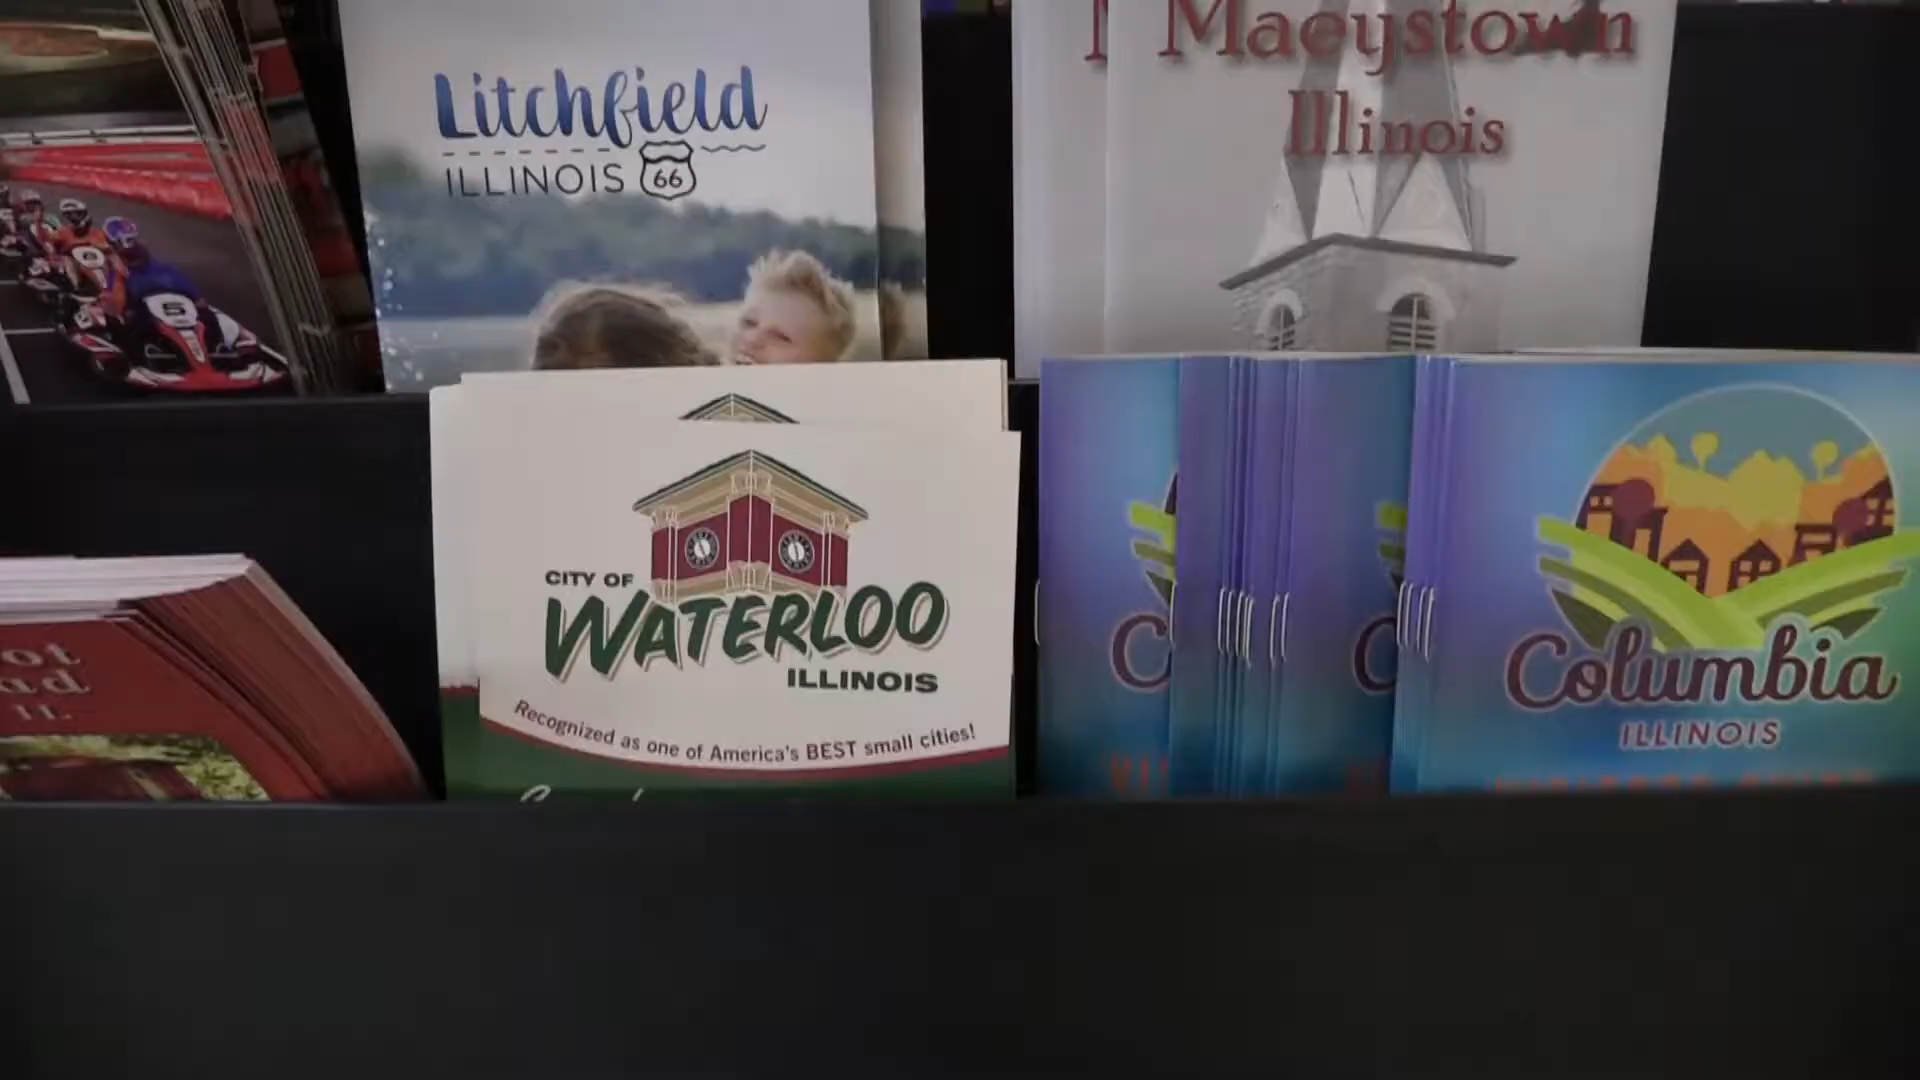 Litchfield
ILLINOIS 66
Maeystown
Illinois
5
CITY OF
WATERLOO
ILLINOIS
Recognized as one of America's BEST small cities!
Columbia
ILLINOIS